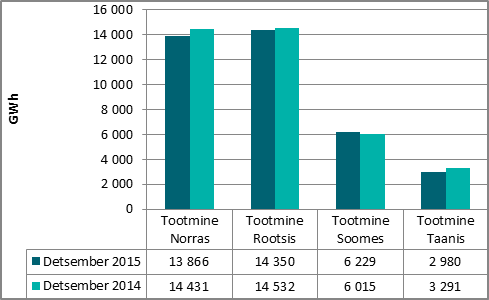 16 000
14 000
12 000
10 000
8 000
6 000
4 000
2 000
0
GWh
Tootmine Norras
Tootmine Rootsis
Tootmine Soomes
Tootmine Taanis
Detsember 2015 13 866 14 350 6 229 2 980
Detsember 2014 14 431 14 532 6 015 3 291